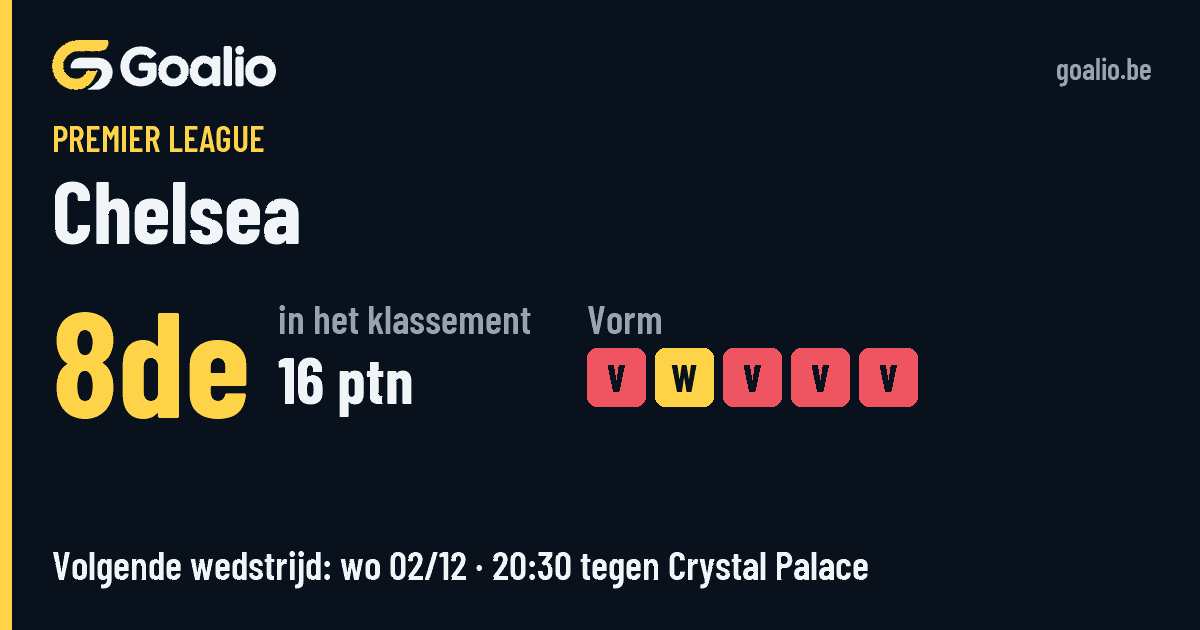 Goalio
goalio.be
PREMIER LEAGUE
Chelsea
8de
in het klassement
16 ptn
Vorm
V W V V V
Volgende wedstrijd: wo 02/12 · 20:30 tegen Crystal Palace